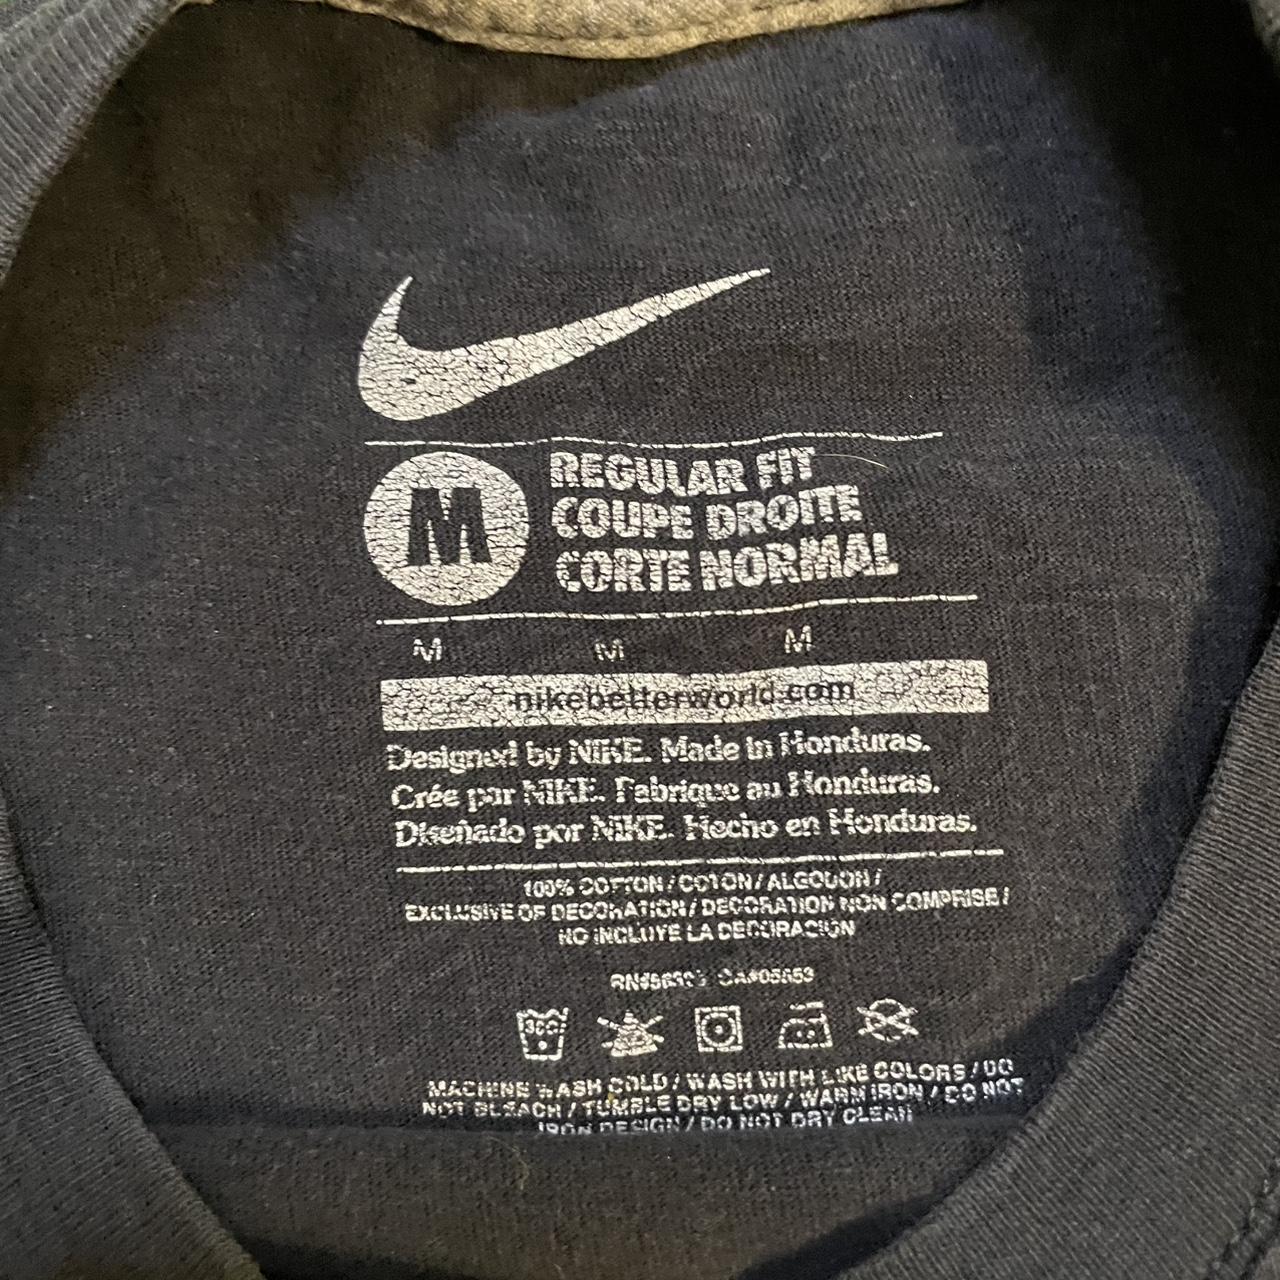 M
REGULAR FIT
COUPE DROITE
CORTE NORMAL
M M M
nikebetterworld.com
Designed by NIKE. Made in Honduras.
Crée par NIKE. Fabrique au Honduras.
Diseñado por NIKE. Hecho en Honduras.
100% COTTON / COTON / ALGODON /
EXCLUSIVE OF DECORATION / DECORATION NON COMPRISE /
NO INCLUYE LA DECORACION
CA#05553
MACHINE WASH COLD / WASH WITH LIKE COLORS / DO
NOT BLEACH / TUMBLE DRY LOW / WARM IRON / DO NOT
IRON DESIGN / DO NOT DRY CLEAN